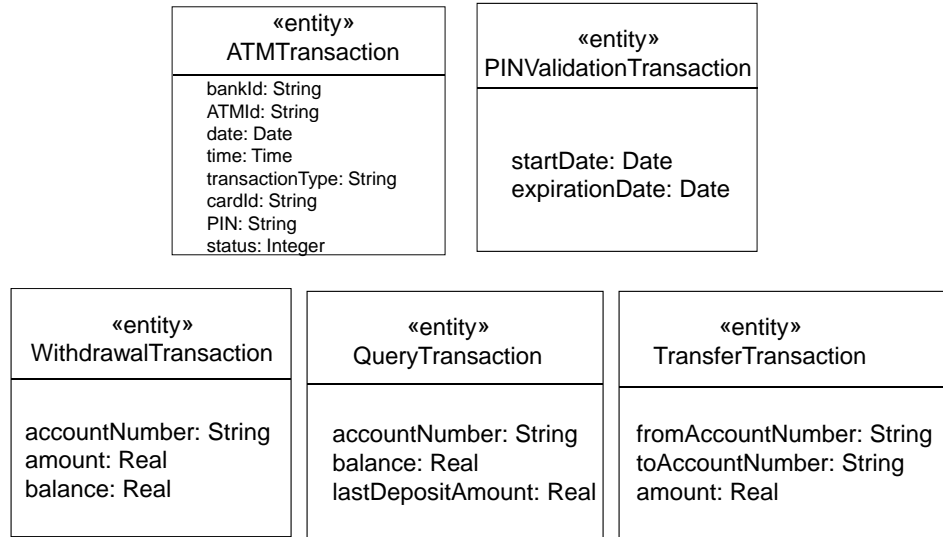 «entity»
ATMTransaction
bankId: String
ATMId: String
date: Date
time: Time
transactionType: String
cardId: String
PIN: String
status: Integer
«entity»
PINValidationTransaction
startDate: Date
expirationDate: Date
«entity»
WithdrawalTransaction
accountNumber: String
amount: Real
balance: Real
«entity»
QueryTransaction
accountNumber: String
balance: Real
lastDepositAmount: Real
«entity»
TransferTransaction
fromAccountNumber: String
toAccountNumber: String
amount: Real